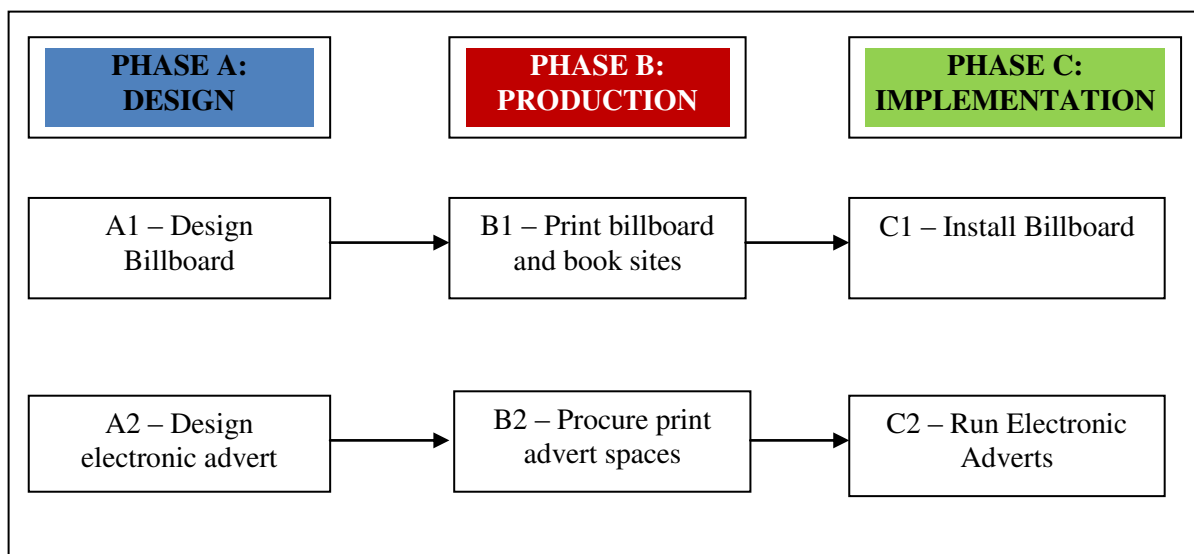 PHASE A:
DESIGN
PHASE B:
PRODUCTION
PHASE C:
IMPLEMENTATION
A1 – Design
Billboard
B1 – Print billboard
and book sites
C1 – Install Billboard
A2 – Design
electronic advert
B2 – Procure print
advert spaces
C2 – Run Electronic
Adverts